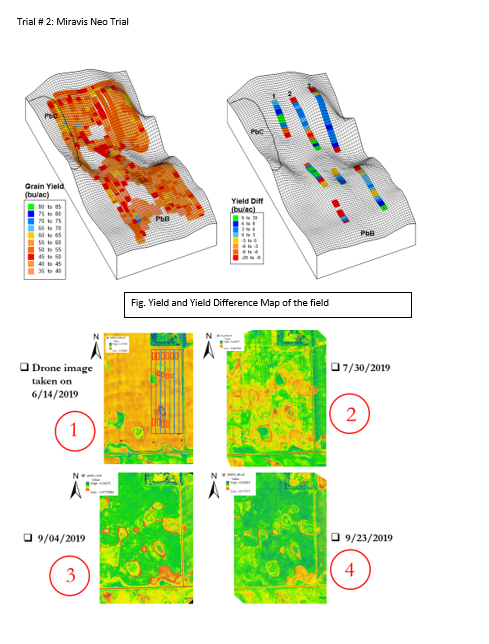 Trial # 2: Miravis Neo Trial
PbC
PbB
Grain Yield
(bu/ac)
80 to 85
75 to 80
70 to 75
65 to 70
60 to 65
55 to 60
50 to 55
45 to 50
40 to 45
35 to 40
1 2
PbC
PbB
Yield Diff
(bu/ac)
6 to 9
3 to 6
0 to 3
-3 to 0
-6 to -3
-9 to -6
-20 to -9
Fig. Yield and Yield Difference Map of the field
N
Drone image
taken on
6/14/2019
1
N
7/30/2019
2
N
9/04/2019
3
N
9/23/2019
4